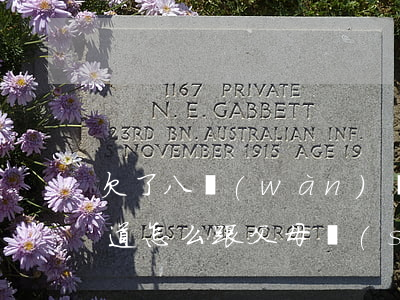 1167 PRIVATE
N. E. GABBETT
23RD BN. AUSTRALIAN INF.
NOVEMBER 1915 AGE 19
欠了八 (wàn)
道怎么跟父母 (s
LEST WE FORGET